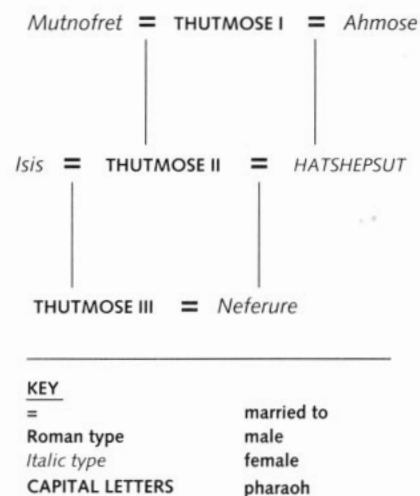 Mutnofret = THUTMOSE I = Ahmose
Isis = THUTMOSE II = HATSHEPSUT
THUTMOSE III = Neferure
KEY
= married to
Roman type male
Italic type female
CAPITAL LETTERS pharaoh